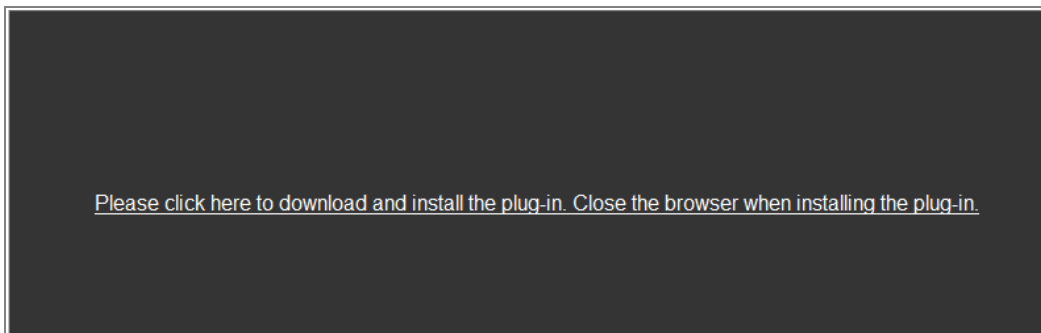 Please click here to download and install the plug-in. Close the browser when installing the plug-in.